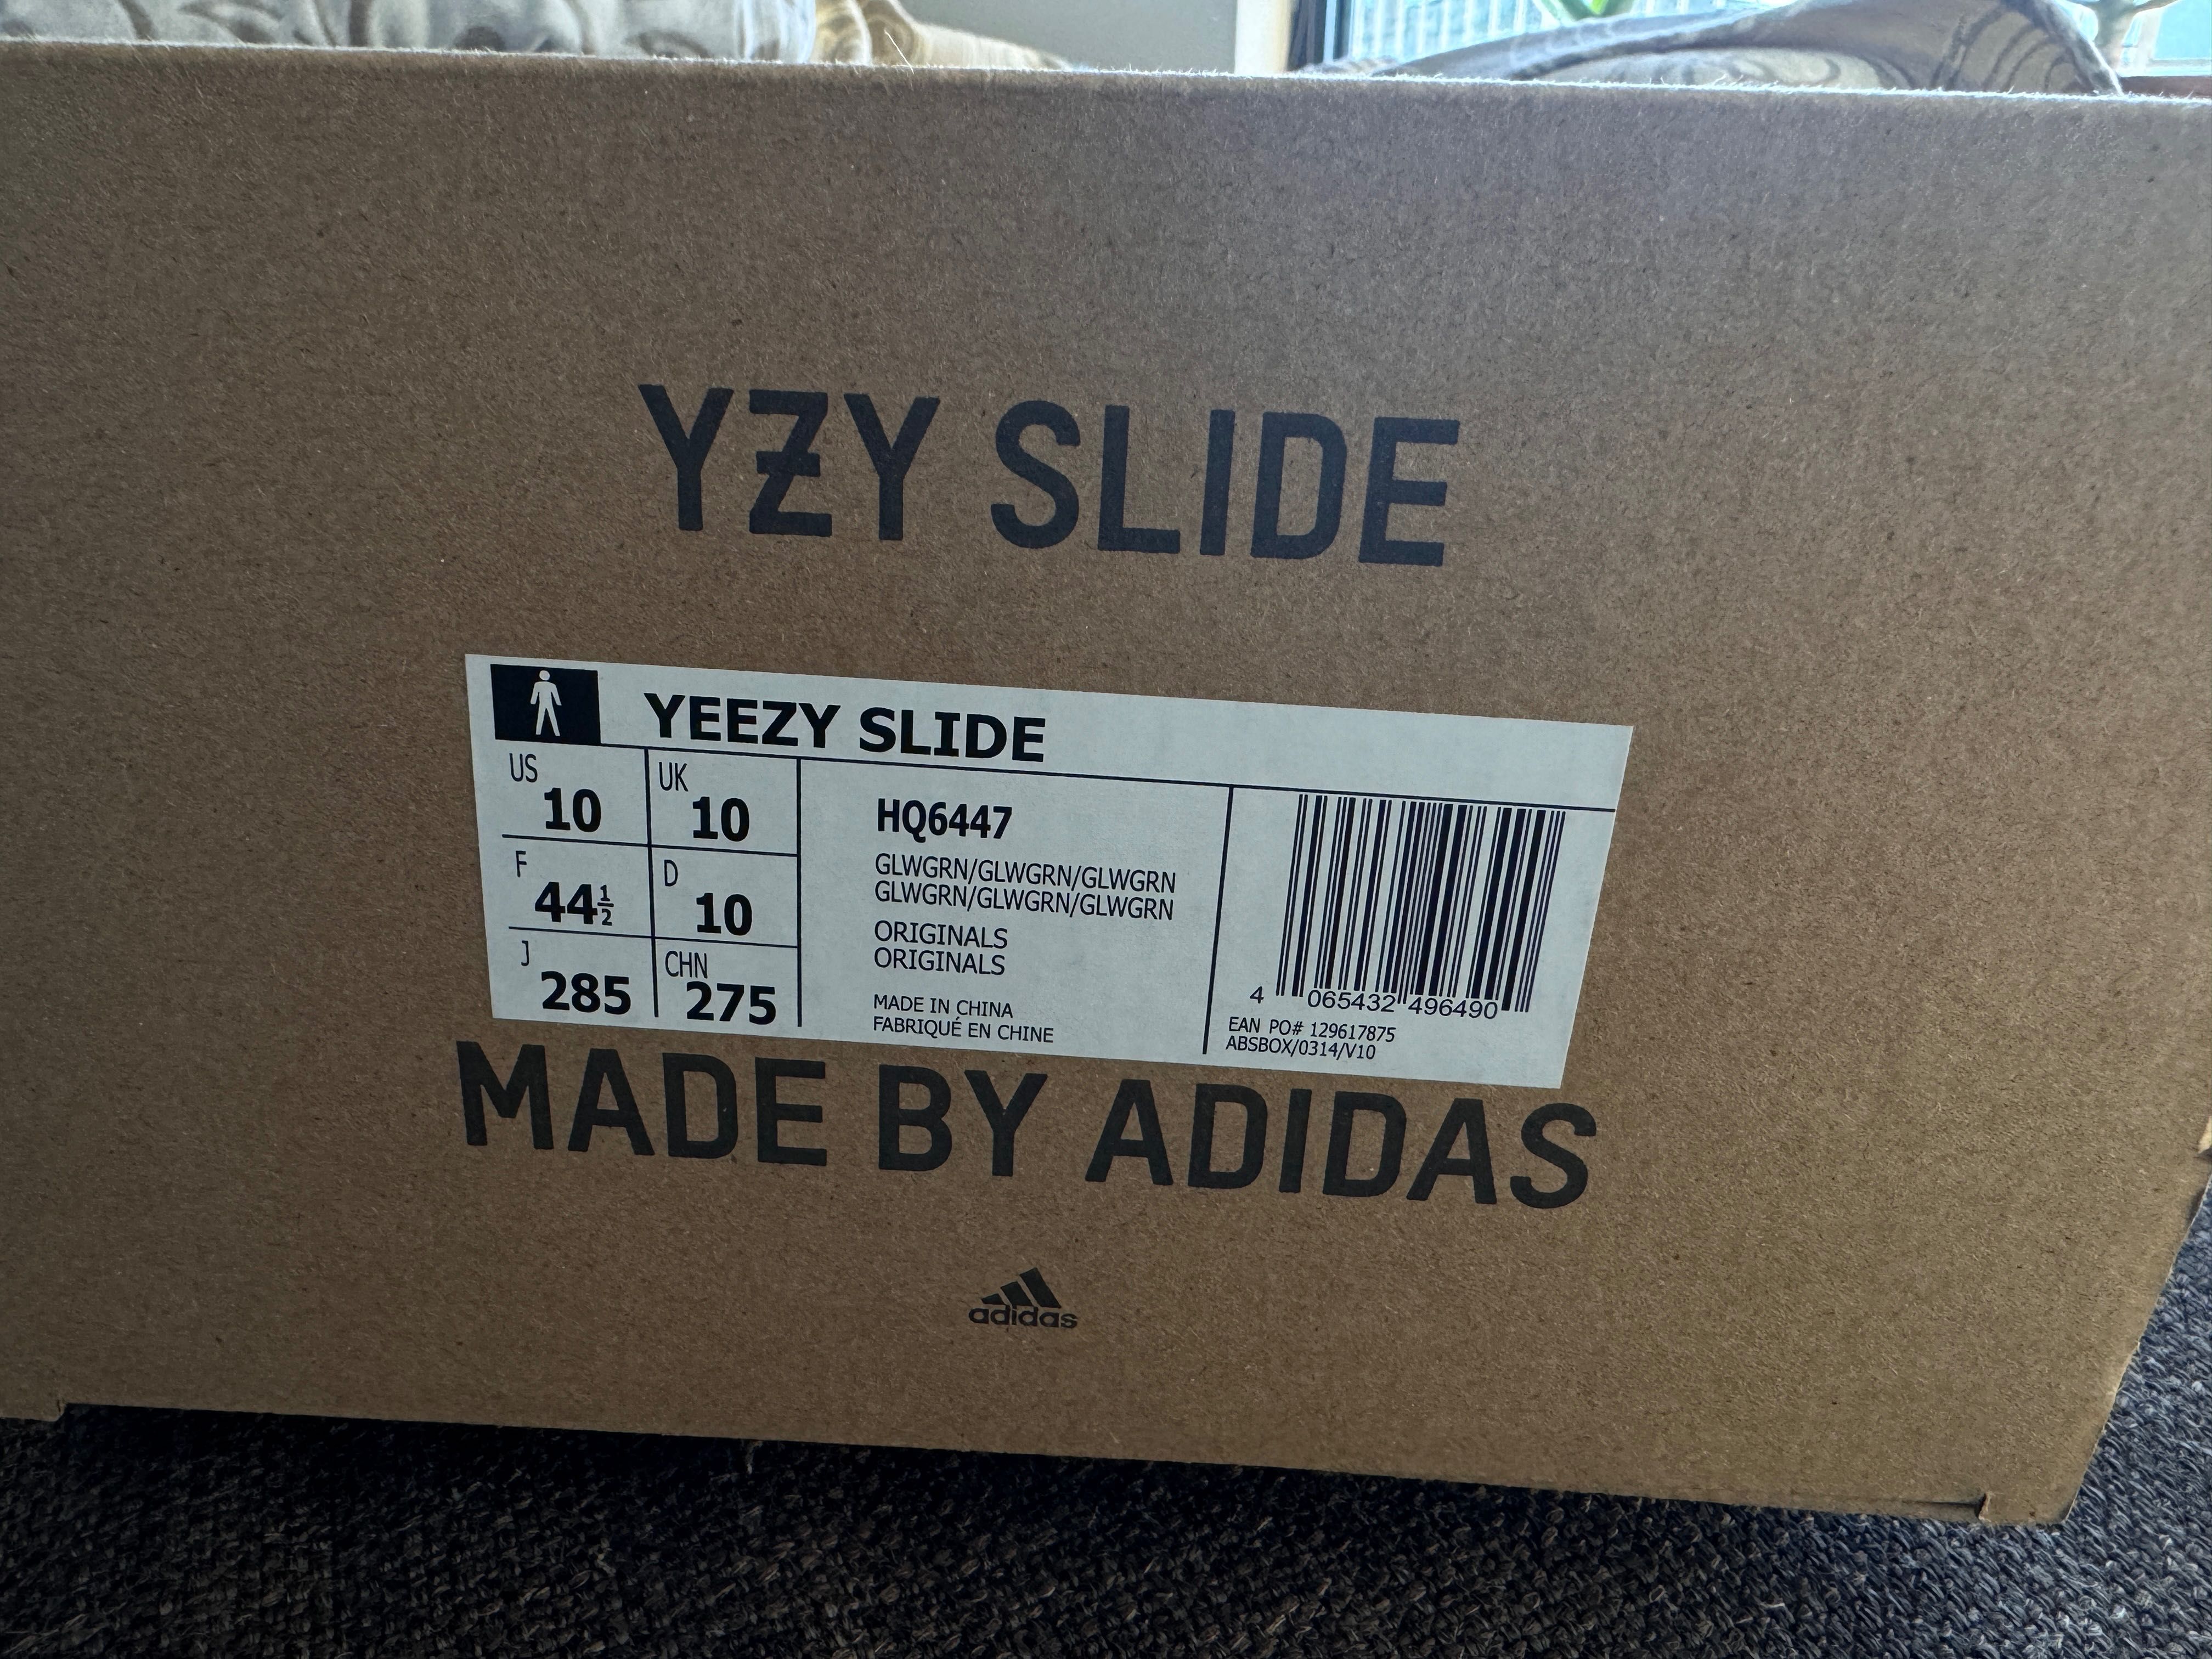 YZY SLIDE
YEEZY SLIDE
US 10 UK 10
F 44½ D 10
J 285 CHN 275
HQ6447
GLWGRN/GLWGRN/GLWGRN
GLWGRN/GLWGRN/GLWGRN
ORIGINALS
ORIGINALS
MADE IN CHINA
FABRIQUÉ EN CHINE
4 065432 496490
EAN PO# 129617875
ABSBOX/0314/V10
MADE BY ADIDAS
adidas